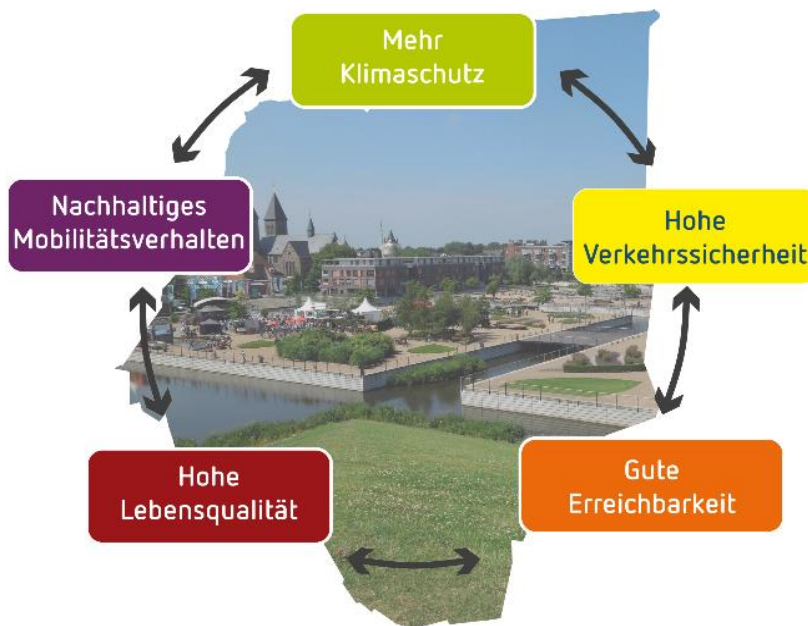 Mehr
Klimaschutz
Nachhaltiges
Mobilitätsverhalten
Hohe
Verkehrssicherheit
Hohe
Lebensqualität
Gute
Erreichbarkeit